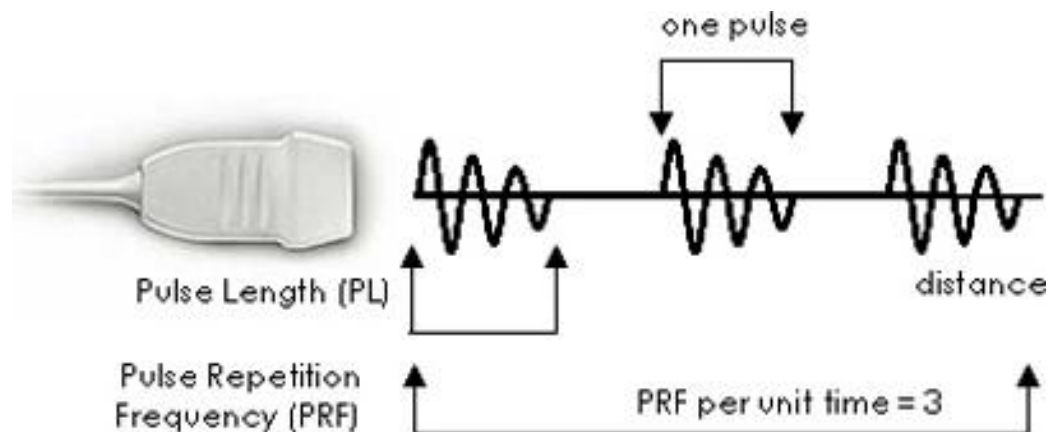 one pulse
distance
Pulse Length (PL)
Pulse Repetition
Frequency (PRF)
PRF per unit time = 3